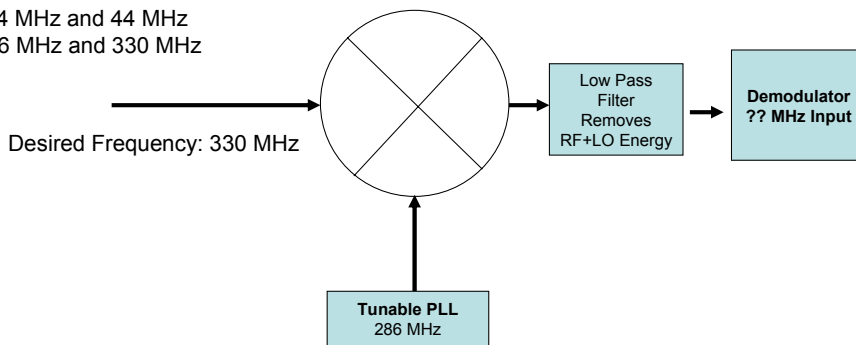 4 MHz and 44 MHz
6 MHz and 330 MHz
Desired Frequency: 330 MHz
Low Pass
Filter
Removes
RF+LO Energy
Demodulator
?? MHz Input
Tunable PLL
286 MHz